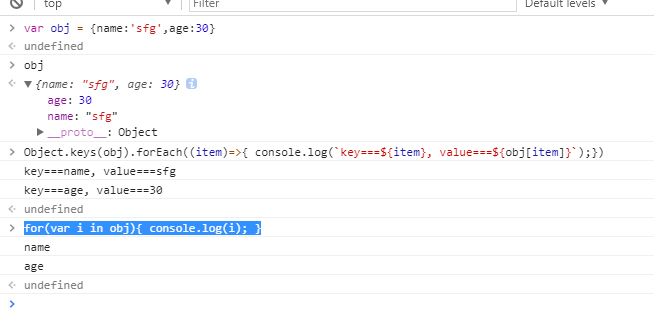 top Filter Default levels
var obj = {name:'sfg',age:30}
undefined
obj
{name: "sfg", age: 30} i
age: 30
name: "sfg"
__proto__: Object
Object.keys(obj).forEach((item)=>{ console.log(`key===${item}, value===${obj[item]}`);})
key===name, value===sfg
key===age, value===30
undefined
for(var i in obj){ console.log(i); }
name
age
undefined